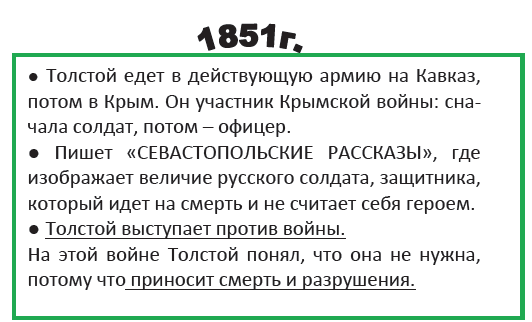 1851г.
● Толстой едет в действующую армию на Кавказ,
потом в Крым. Он участник Крымской войны: сна-
чала солдат, потом – офицер.
● Пишет «СЕВАСТОПОЛЬСКИЕ РАССКАЗЫ», где
изображает величие русского солдата, защитника,
который идет на смерть и не считает себя героем.
● Толстой выступает против войны.
На этой войне Толстой понял, что она не нужна,
потому что приносит смерть и разрушения.